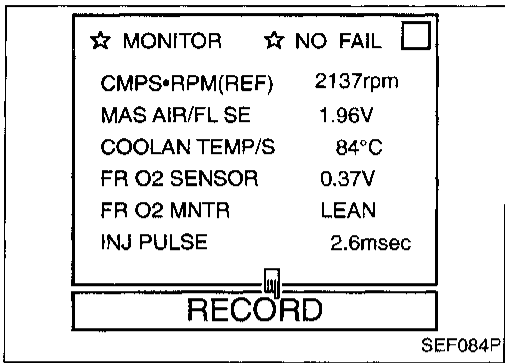 ☆ MONITOR ☆ NO FAIL
CMPS•RPM(REF) 2137rpm
MAS AIR/FL SE 1.96V
COOLAN TEMP/S 84°C
FR O2 SENSOR 0.37V
FR O2 MNTR LEAN
INJ PULSE 2.6msec
RECORD
SEF084P